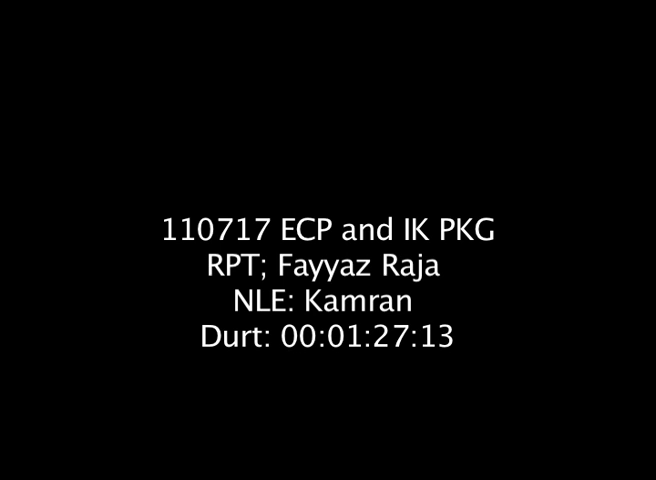 110717 ECP and IK PKG
RPT; Fayyaz Raja
NLE: Kamran
Durt: 00:01:27:13